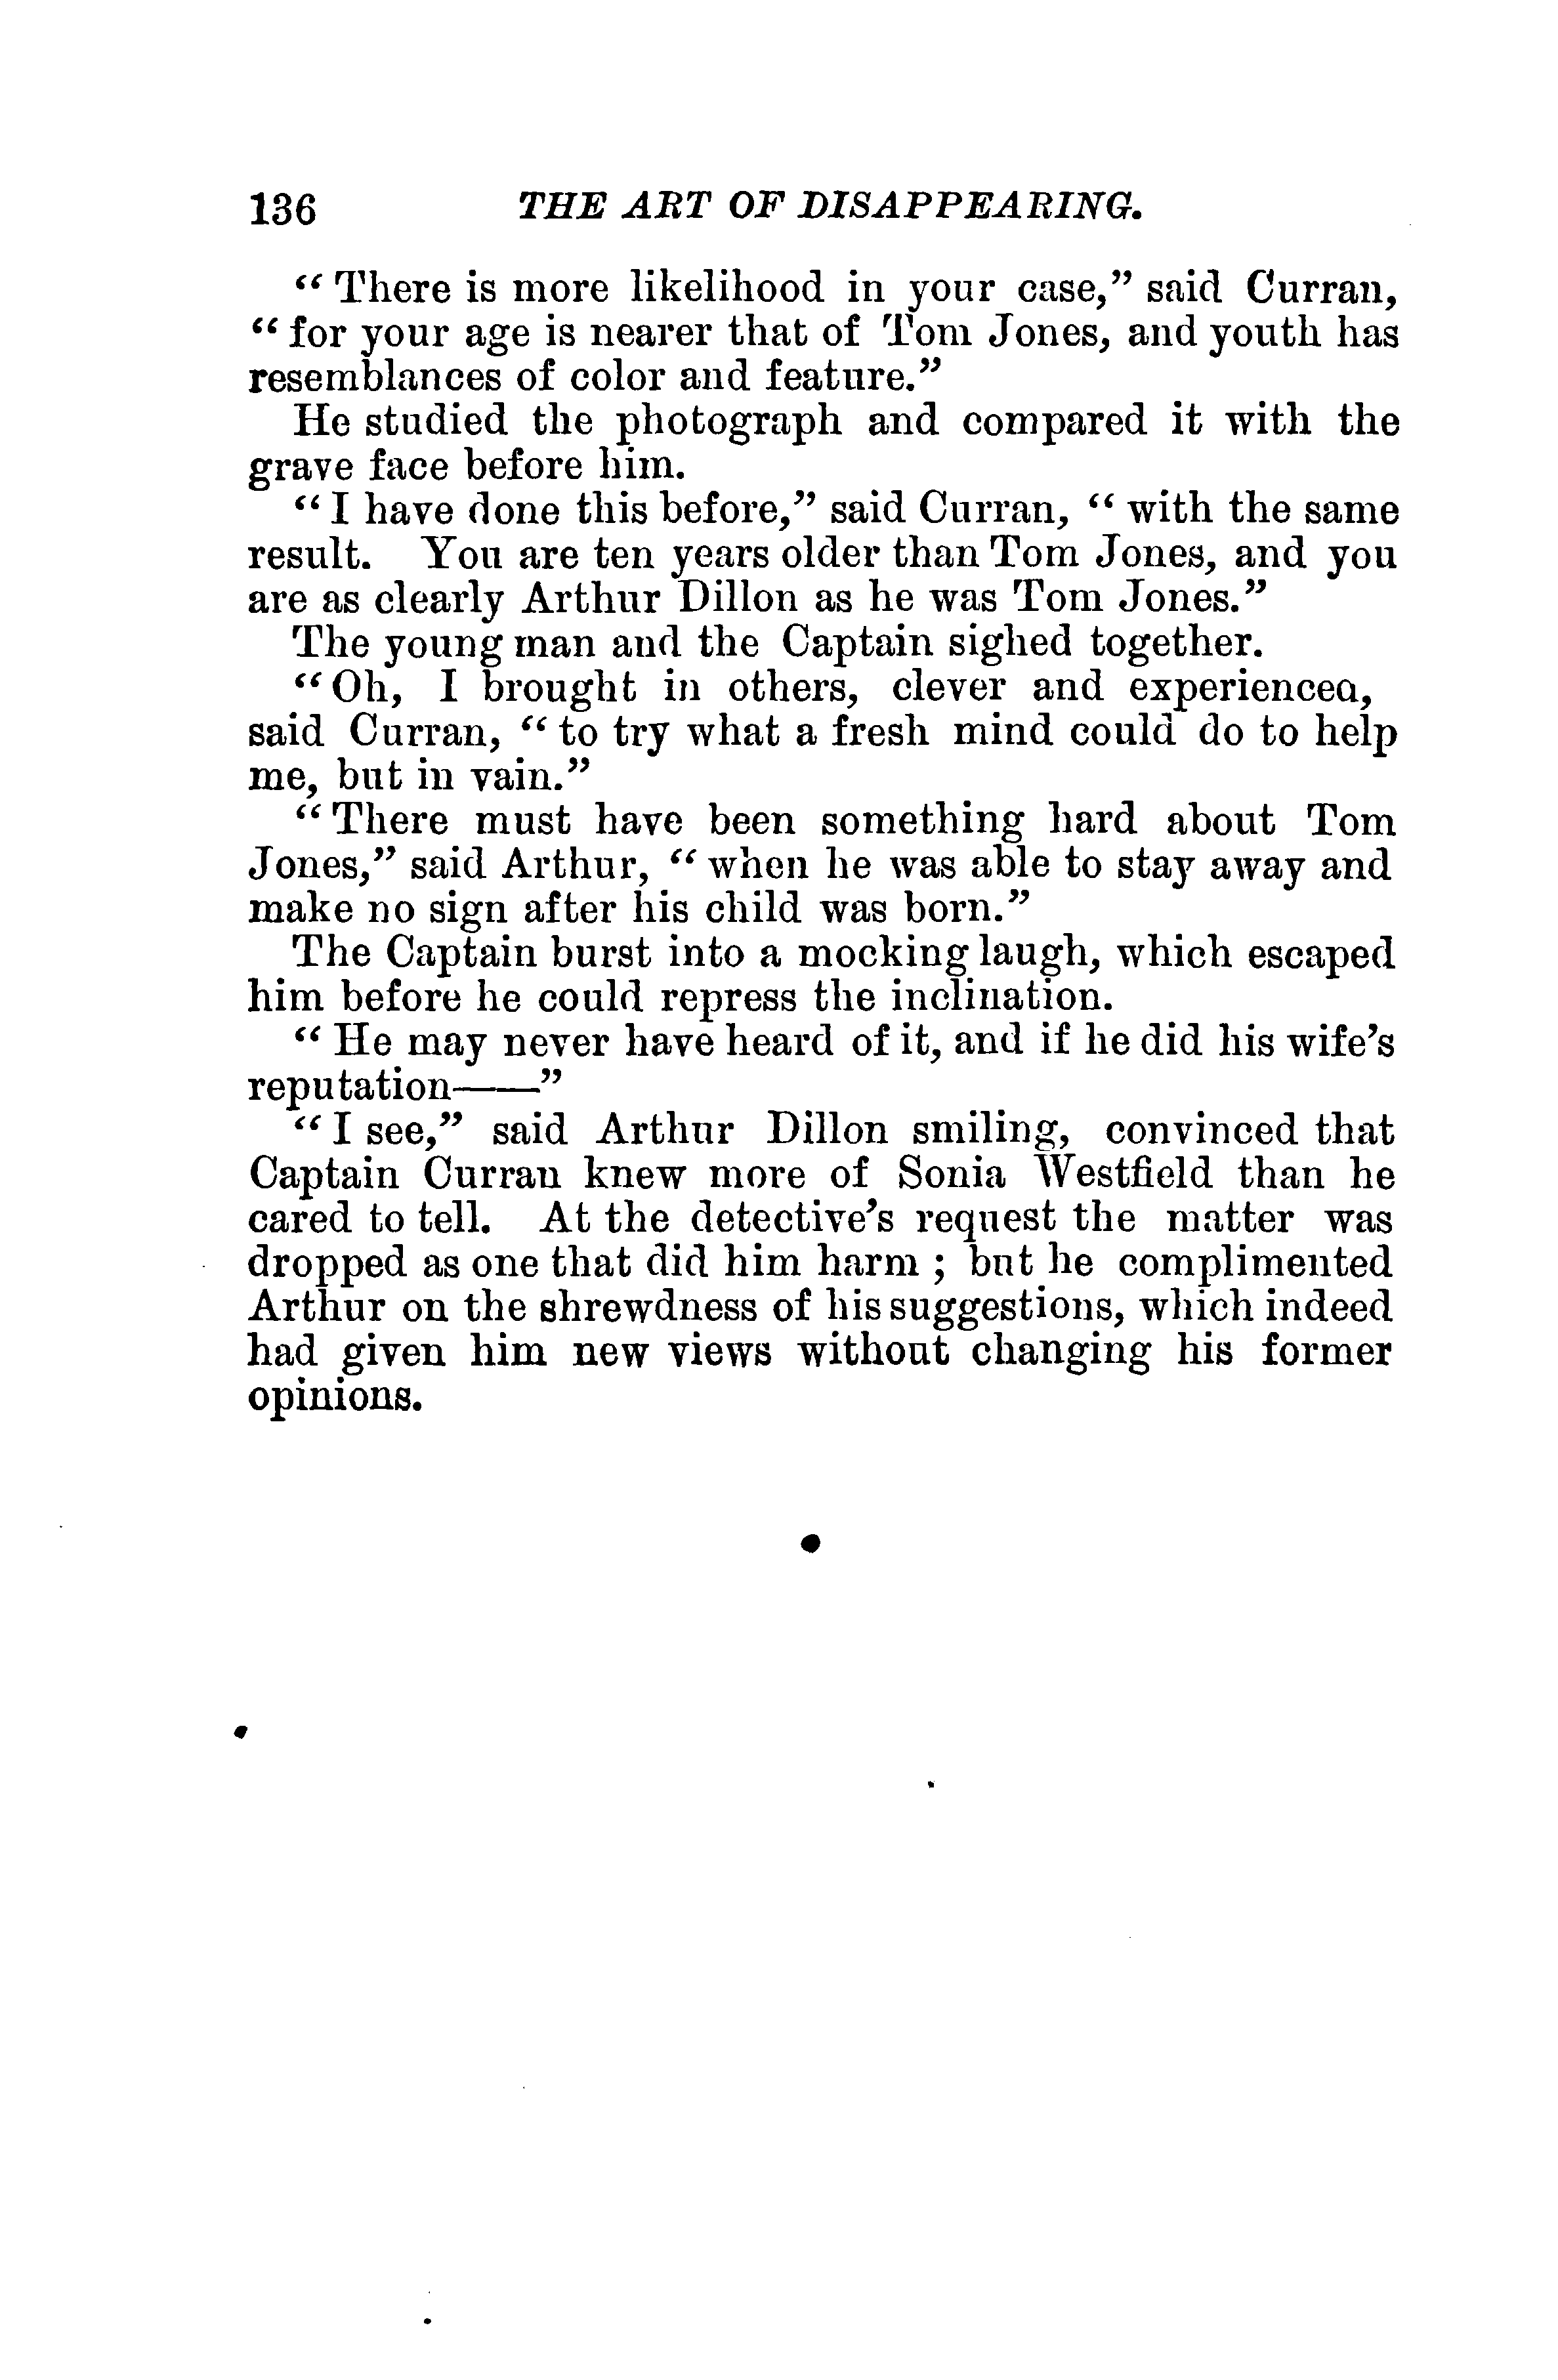 136 THE ART OF DISAPPEARING.
“ There is more likelihood in your case,” said Curran,
“ for your age is nearer that of Tom Jones, and youth has
resemblances of color and feature.”
He studied the photograph and compared it with the
grave face before him.
“ I have done this before,” said Curran, “ with the same
result. You are ten years older than Tom Jones, and you
are as clearly Arthur Dillon as he was Tom Jones.”
The young man and the Captain sighed together.
“ Oh, I brought in others, clever and experienced,
said Curran, “ to try what a fresh mind could do to help
me, but in vain.”
“ There must have been something hard about Tom
Jones,” said Arthur, “ when he was able to stay away and
make no sign after his child was born.”
The Captain burst into a mocking laugh, which escaped
him before he could repress the inclination.
“ He may never have heard of it, and if he did his wife’s
reputation——”
“ I see,” said Arthur Dillon smiling, convinced that
Captain Curran knew more of Sonia Westfield than he
cared to tell. At the detective’s request the matter was
dropped as one that did him harm ; but he complimented
Arthur on the shrewdness of his suggestions, which indeed
had given him new views without changing his former
opinions.